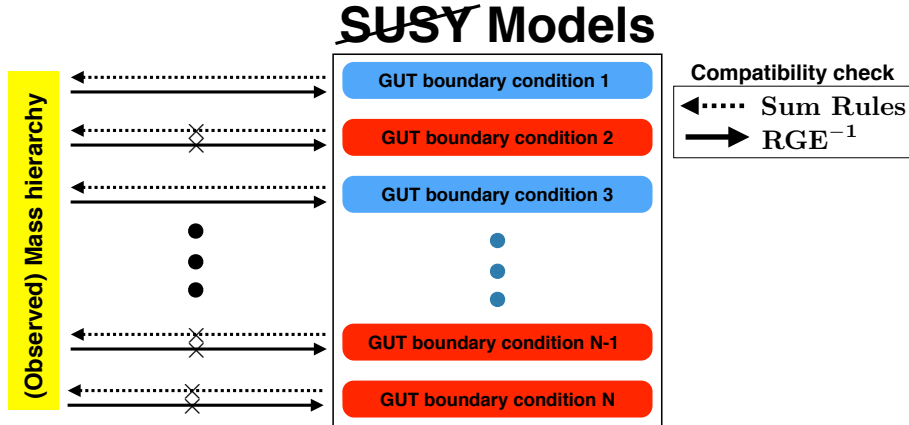 SUSY Models
(Observed) Mass hierarchy
GUT boundary condition 1
GUT boundary condition 2
GUT boundary condition 3
GUT boundary condition N-1
GUT boundary condition N
Compatibility check
Sum Rules
RGE⁻¹